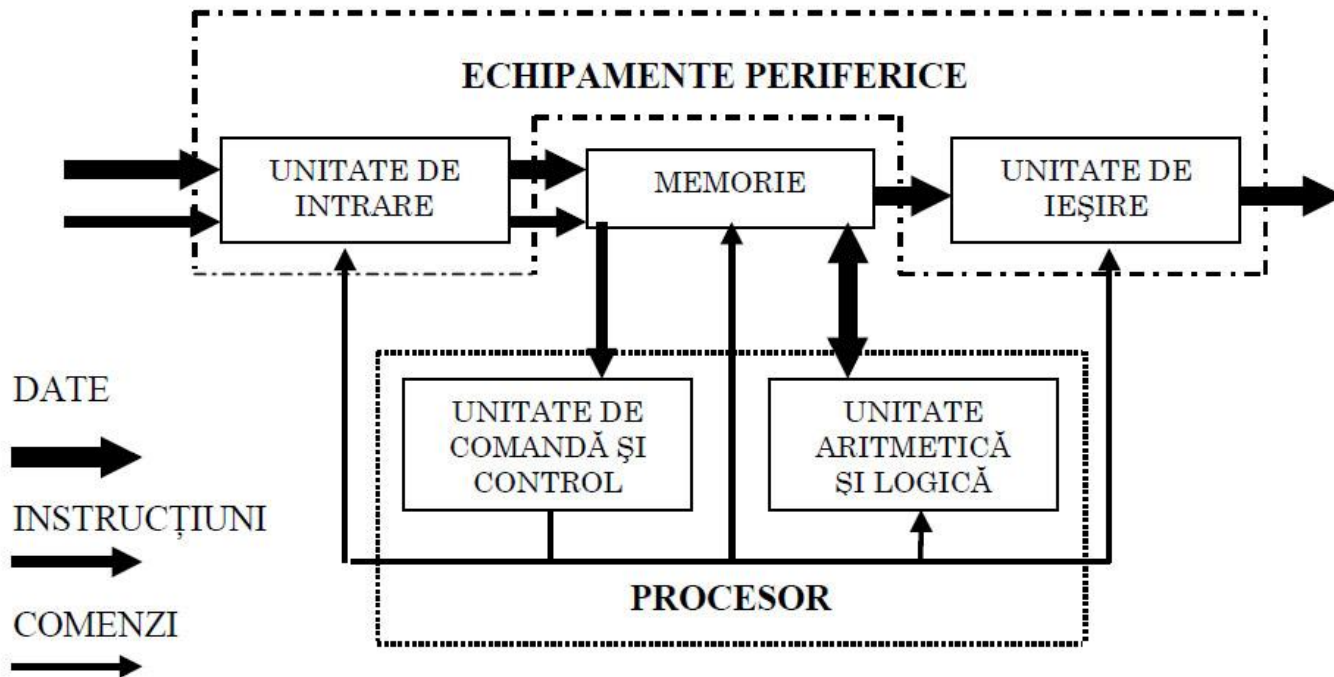 ECHIPAMENTE PERIFERICE
UNITATE DE
INTRARE
MEMORIE
UNITATE DE
IEŞIRE
UNITATE DE
COMANDĂ ŞI
CONTROL
UNITATE
ARITMETICĂ
ŞI LOGICĂ
PROCESOR
DATE
INSTRUCŢIUNI
COMENZI